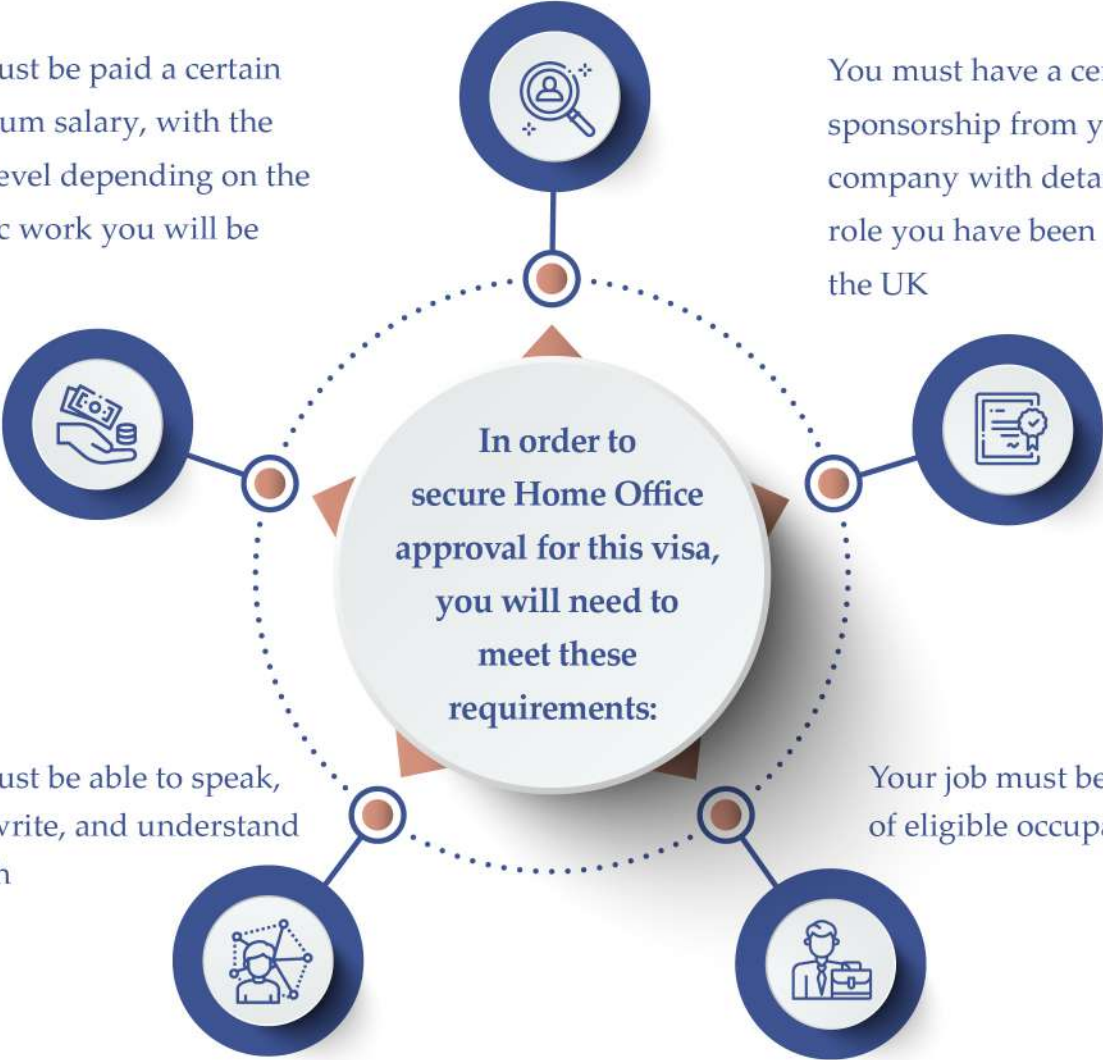 ust be paid a certain
um salary, with the
evel depending on the
c work you will be
You must have a ce
sponsorship from y
company with deta
role you have been
the UK
In order to
secure Home Office
approval for this visa,
you will need to
meet these
requirements:
ust be able to speak,
write, and understand
Your job must be
of eligible occupa